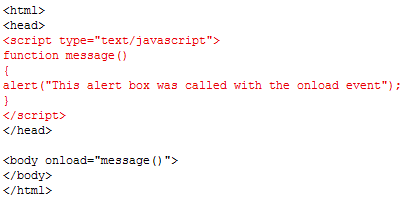 <html>
<head>
<script type="text/javascript">
function message()
{
alert("This alert box was called with the onload event");
}
</script>
</head>

<body onload="message()">
</body>
</html>